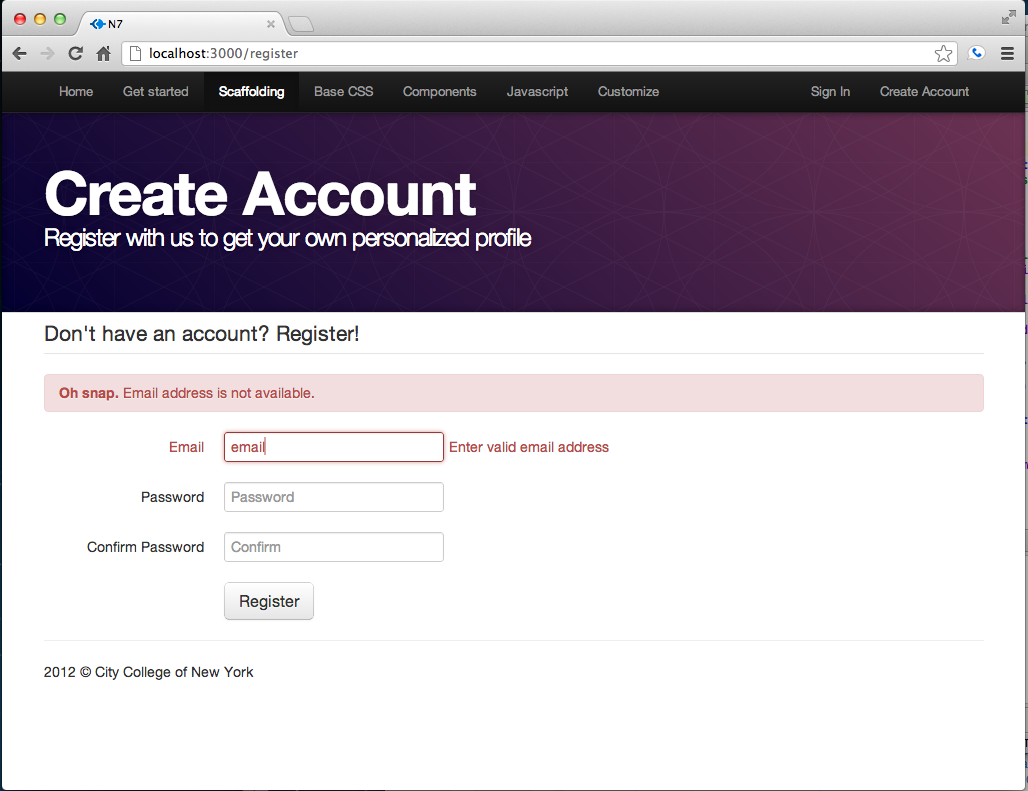 N7
localhost:3000/register
Home Get started Scaffolding Base CSS Components Javascript Customize Sign In Create Account
Create Account
Register with us to get your own personalized profile
Don't have an account? Register!
Oh snap. Email address is not available.
Email email Enter valid email address
Password Password
Confirm Password Confirm
Register
2012 © City College of New York